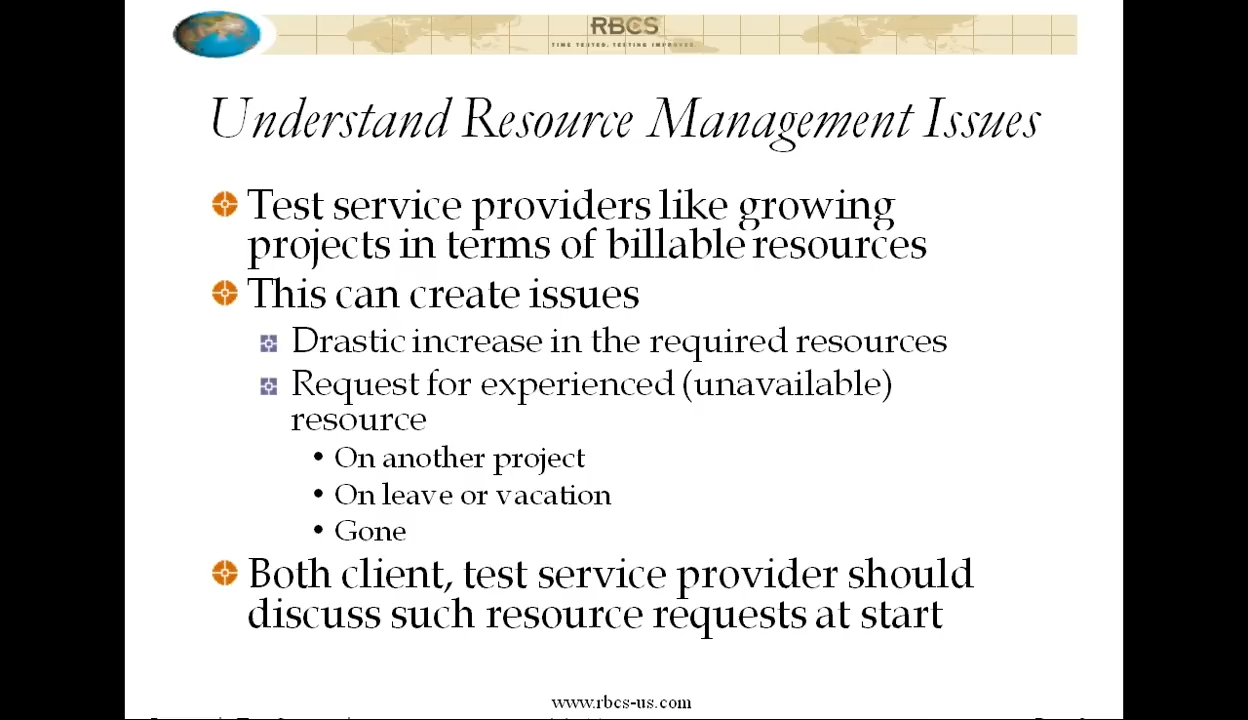 RBCS
TIME TESTED. TESTING IMPROVED.
Understand Resource Management Issues
Test service providers like growing
projects in terms of billable resources
This can create issues
Drastic increase in the required resources
Request for experienced (unavailable)
resource
• On another project
• On leave or vacation
• Gone
Both client, test service provider should
discuss such resource requests at start
www.rbcs-us.com